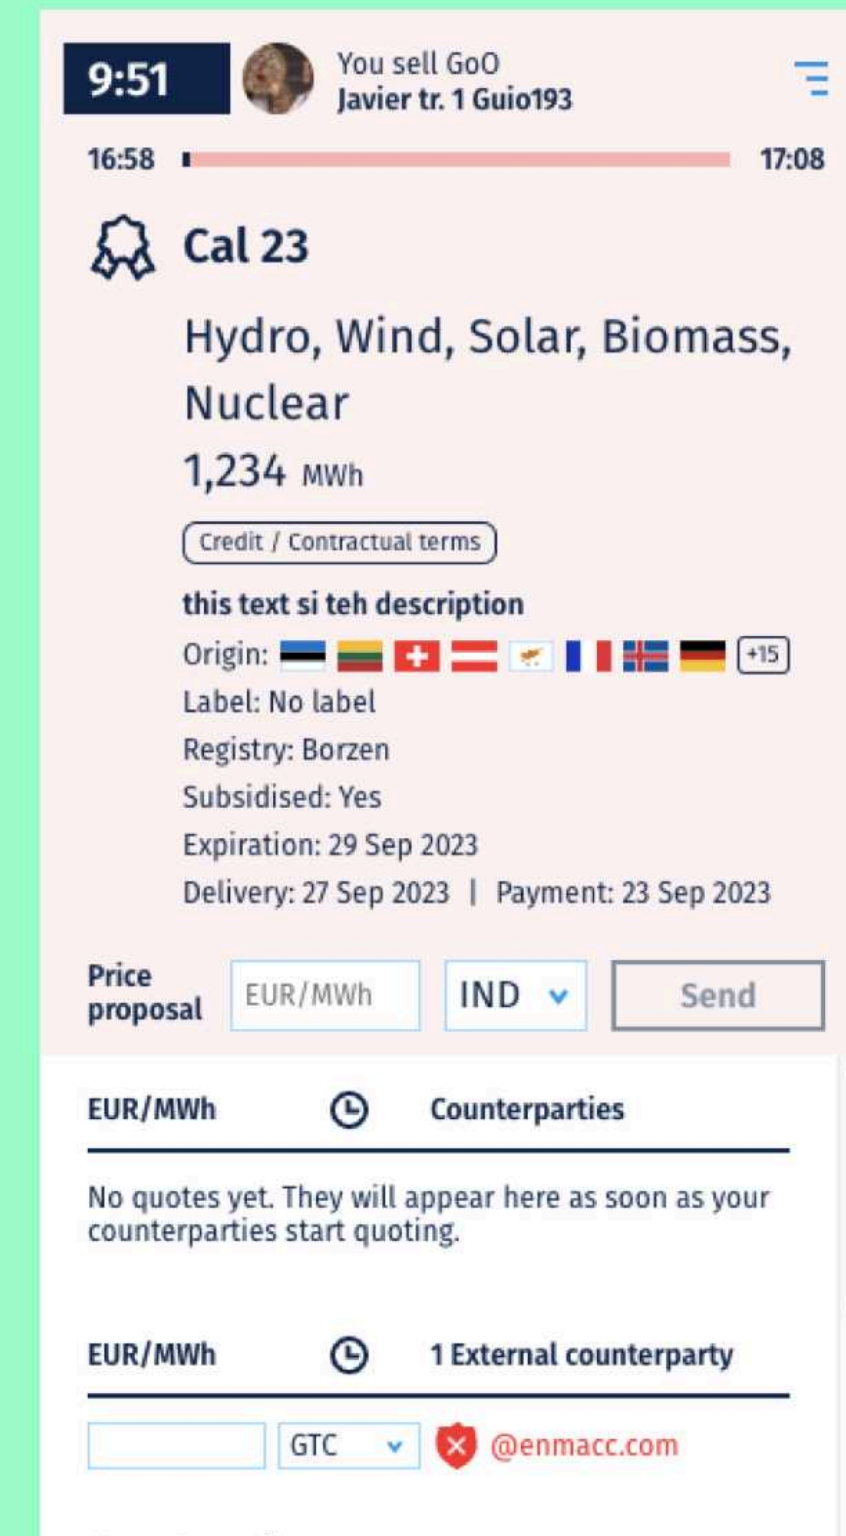 9:51
You sell GoO
Javier tr. 1 Guio193
16:58
17:08
Cal 23
Hydro, Wind, Solar, Biomass,
Nuclear
1,234 MWh
Credit / Contractual terms
this text si teh description
Origin: +15
Label: No label
Registry: Borzen
Subsidised: Yes
Expiration: 29 Sep 2023
Delivery: 27 Sep 2023 | Payment: 23 Sep 2023
Price
proposal
EUR/MWh
IND
Send
EUR/MWh Counterparties
No quotes yet. They will appear here as soon as your
counterparties start quoting.
EUR/MWh 1 External counterparty
GTC @enmacc.com